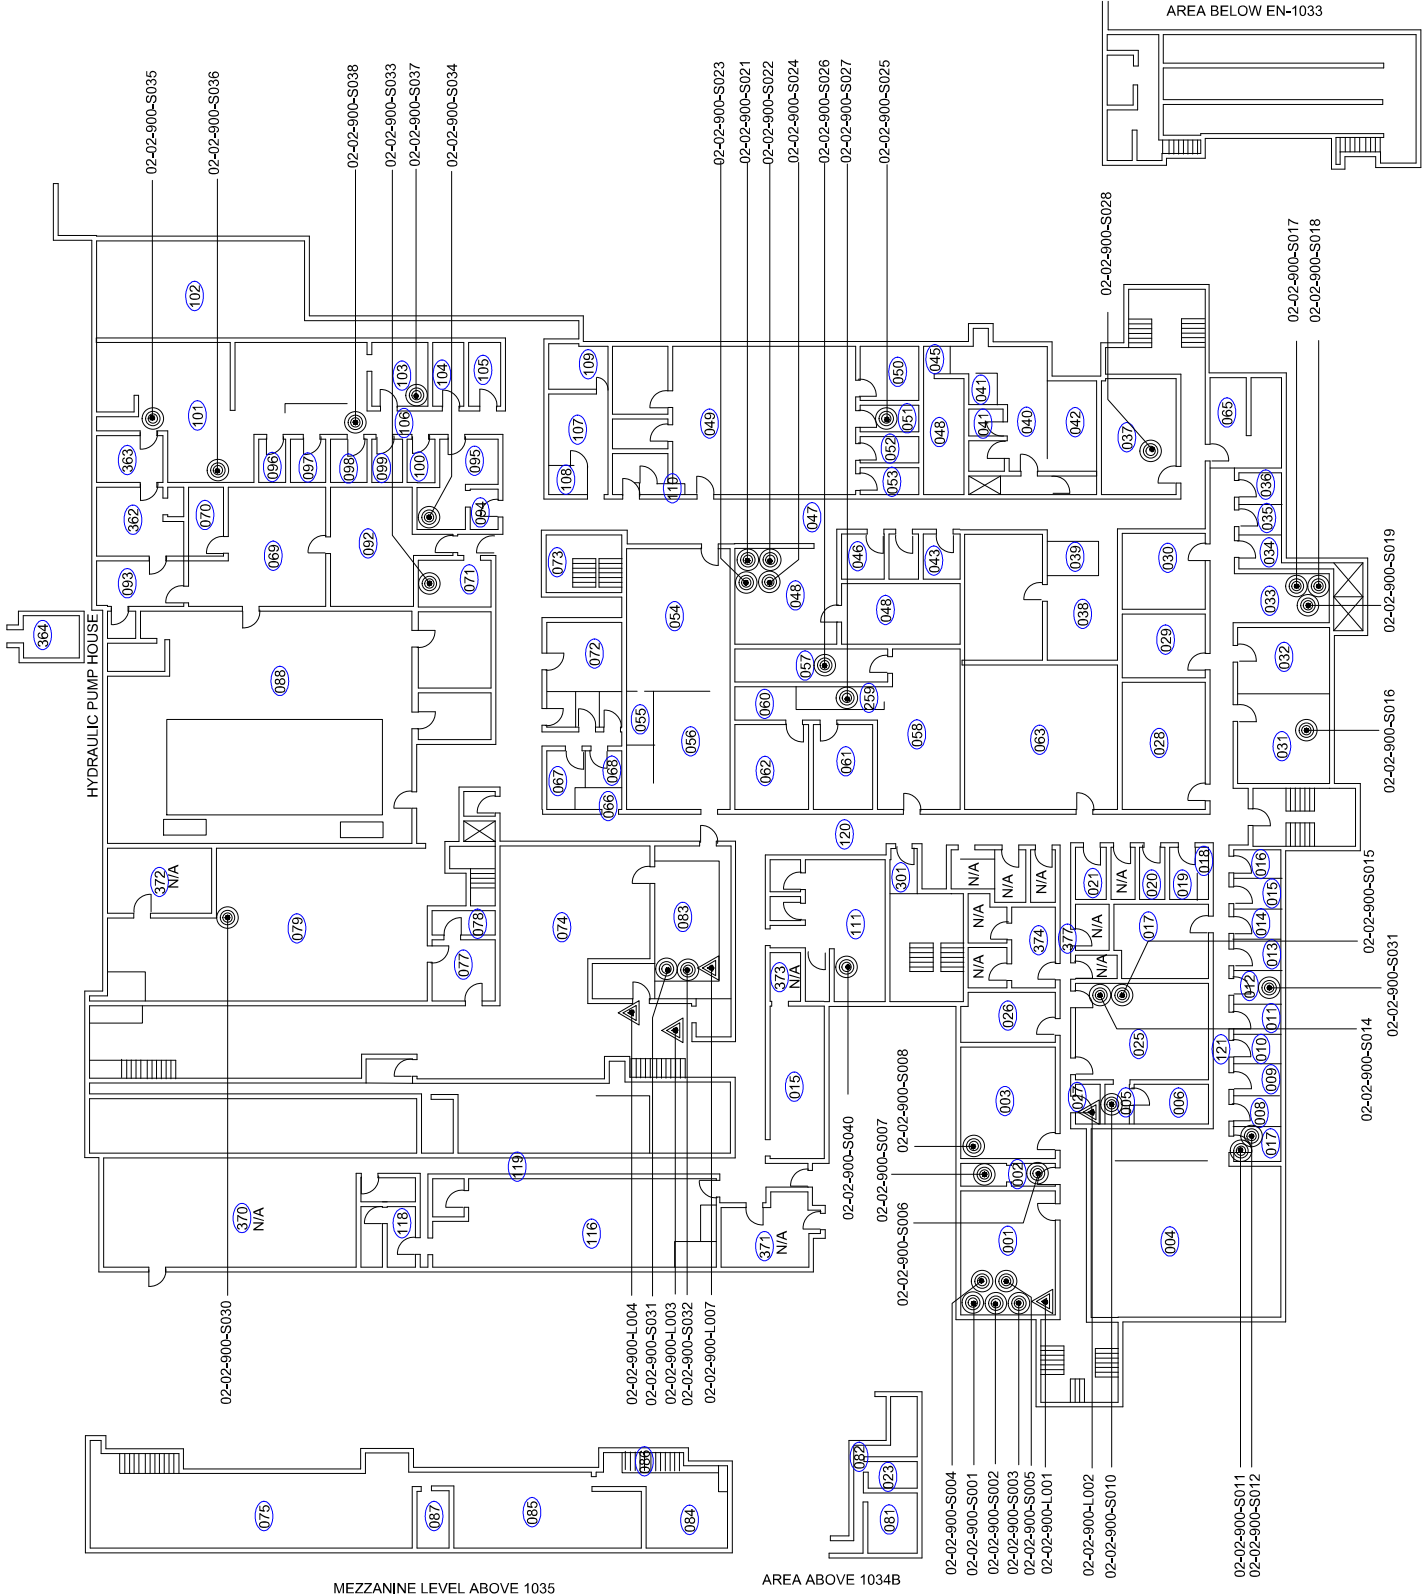 AREA BELOW EN-1033
02-02-900-S035
02-02-900-S036
02-02-900-S038
02-02-900-S033
02-02-900-S037
02-02-900-S034
02-02-900-S023
02-02-900-S021
02-02-900-S022
02-02-900-S024
02-02-900-S026
02-02-900-S027
02-02-900-S025
02-02-900-S028
02-02-900-S017
02-02-900-S018
02-02-900-S019
02-02-900-S016
02-02-900-S015
02-02-900-S031
02-02-900-S014
HYDRAULIC PUMP HOUSE
102
101
103
104
105
106
363
096
097
098
099
100
095
362
070
069
092
094
093
071
364
088
109
107
108
110
049
050
051
052
053
045
048
041
041
040
042
037
065
047
036
035
034
033
073
054
048
046
043
048
039
038
030
029
032
031
072
055
056
057
060
259
058
063
028
062
061
067
068
066
120
372
N/A
079
078
077
074
083
111
301
N/A
N/A
N/A
N/A
N/A
373
N/A
374
377
021
N/A
020
019
018
N/A
N/A
017
016
015
014
013
012
011
010
009
008
017
121
026
025
003
027
005
006
015
002
001
004
119
370
N/A
118
116
371
N/A
02-02-900-S040
02-02-900-S008
02-02-900-S007
02-02-900-S006
02-02-900-S030
02-02-900-L004
02-02-900-S031
02-02-900-L003
02-02-900-S032
02-02-900-L007
02-02-900-S004
02-02-900-S001
02-02-900-S002
02-02-900-S003
02-02-900-S005
02-02-900-L001
02-02-900-L002
02-02-900-S010
02-02-900-S011
02-02-900-S012
075
087
085
086
084
082
023
081
MEZZANINE LEVEL ABOVE 1035
AREA ABOVE 1034B